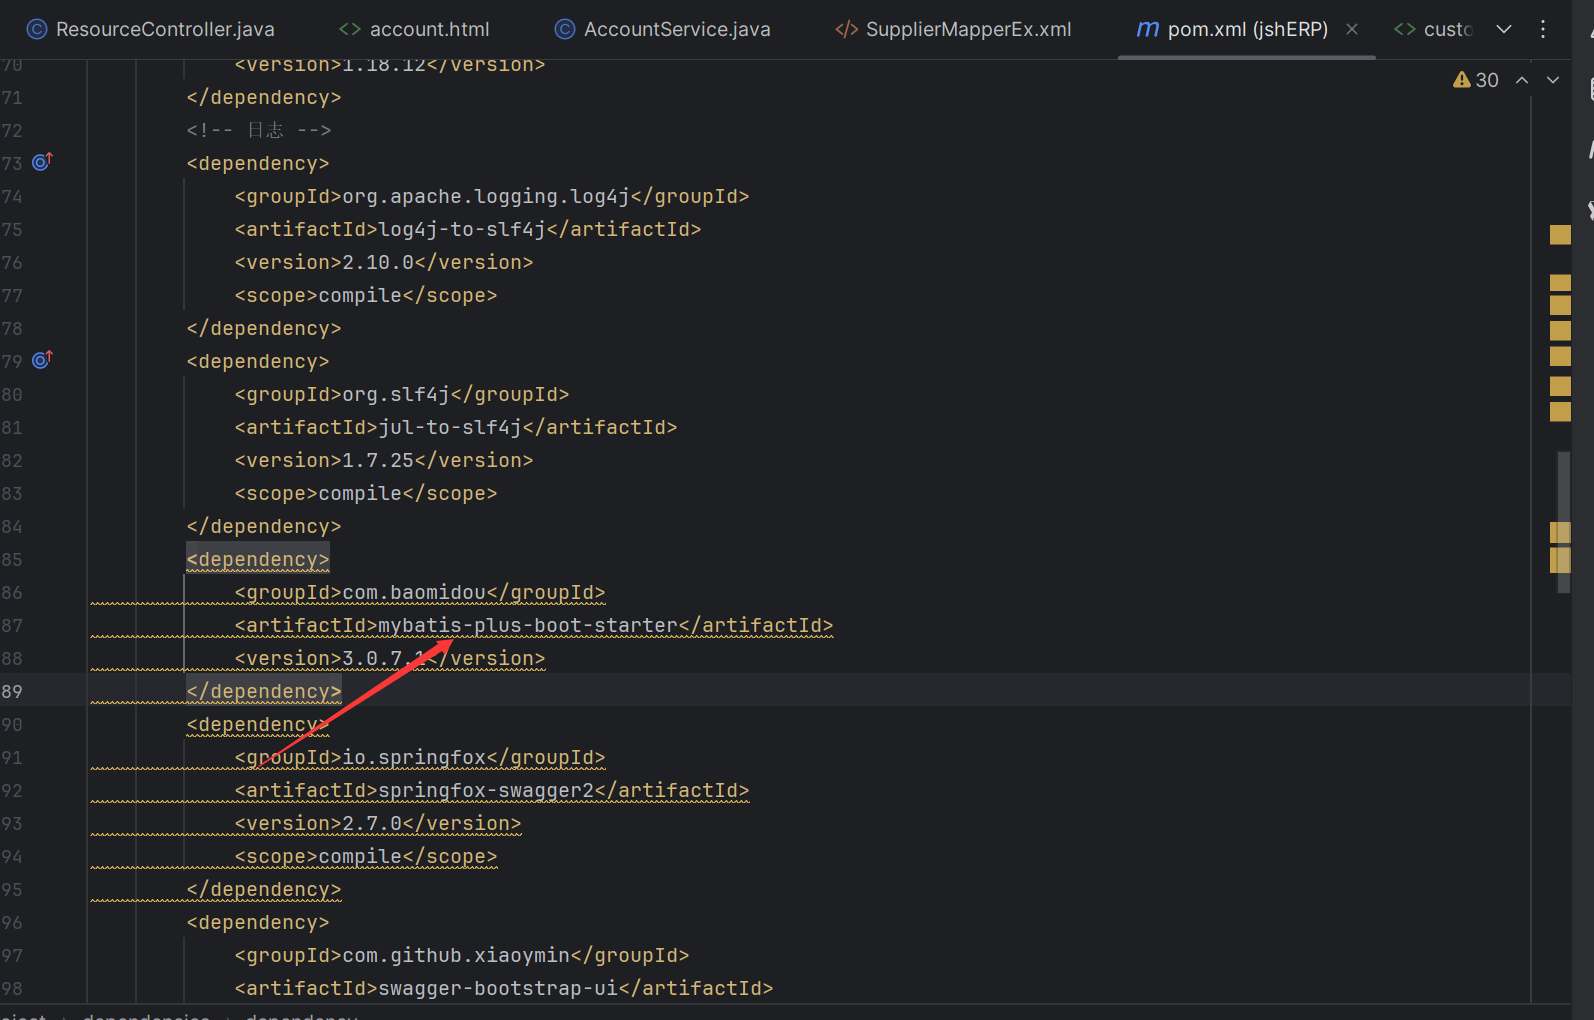 ResourceController.java account.html AccountService.java SupplierMapperEx.xml pom.xml (jshERP) custo
30
70 <version>1.18.12</version>
71 </dependency>
72 <!-- 日志 -->
73 <dependency>
74 <groupId>org.apache.logging.log4j</groupId>
75 <artifactId>log4j-to-slf4j</artifactId>
76 <version>2.10.0</version>
77 <scope>compile</scope>
78 </dependency>
79 <dependency>
80 <groupId>org.slf4j</groupId>
81 <artifactId>jul-to-slf4j</artifactId>
82 <version>1.7.25</version>
83 <scope>compile</scope>
84 </dependency>
85 <dependency>
86 <groupId>com.baomidou</groupId>
87 <artifactId>mybatis-plus-boot-starter</artifactId>
88 <version>3.0.7.1</version>
89 </dependency>
90 <dependency>
91 <groupId>io.springfox</groupId>
92 <artifactId>springfox-swagger2</artifactId>
93 <version>2.7.0</version>
94 <scope>compile</scope>
95 </dependency>
96 <dependency>
97 <groupId>com.github.xiaoymin</groupId>
98 <artifactId>swagger-bootstrap-ui</artifactId>
dependencies dependency